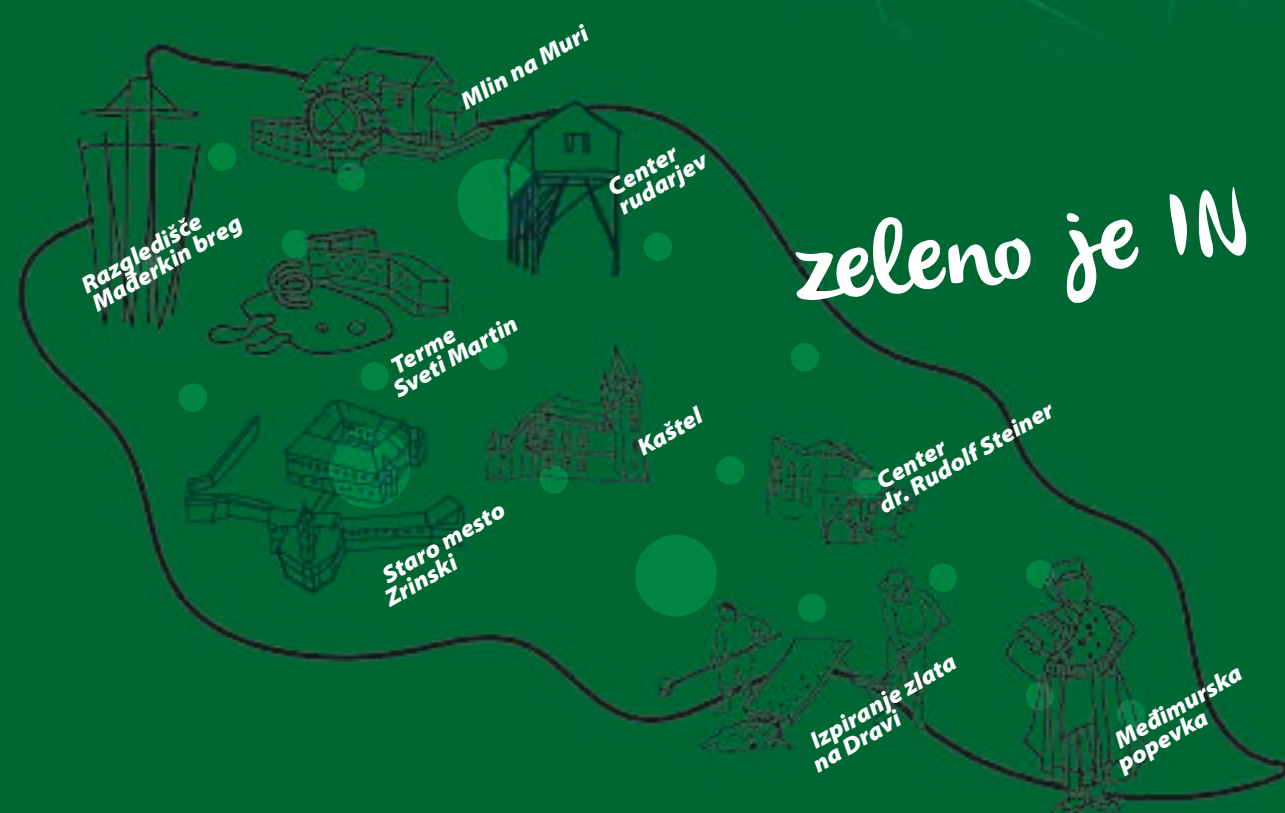 Mlin na Muri
Center
rudarjev
zeleno je IN
Razgledišče
Mađerkin breg
Terme
Sveti Martin
Kaštel
Center
dr. Rudolf Steiner
Staro mesto
Zrinski
Izpiranje zlata
na Dravi
Međimurska
popevka